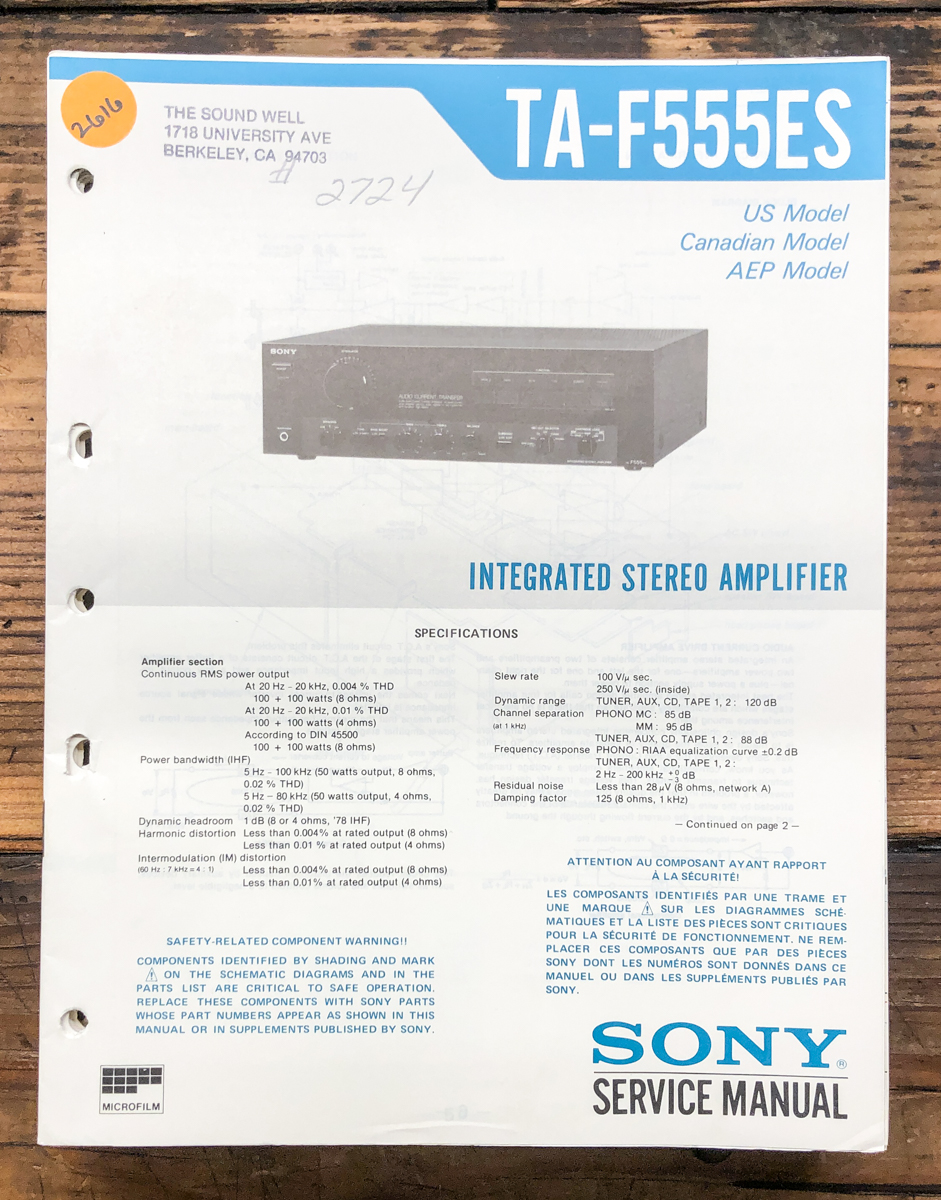 2616
THE SOUND WELL
1718 UNIVERSITY AVE
BERKELEY, CA 94703
# 2724
TA-F555ES
US Model
Canadian Model
AEP Model
SONY
AUDIO CURRENT TRANSFER
INTEGRATED STEREO AMPLIFIER
SPECIFICATIONS
Amplifier section
Continuous RMS power output
At 20 Hz – 20 kHz, 0.004 % THD
100 + 100 watts (8 ohms)
At 20 Hz – 20 kHz, 0.01 % THD
100 + 100 watts (4 ohms)
According to DIN 45500
100 + 100 watts (8 ohms)
Power bandwidth (IHF)
5 Hz – 100 kHz (50 watts output, 8 ohms,
0.02 % THD)
5 Hz – 80 kHz (50 watts output, 4 ohms,
0.02 % THD)
Dynamic headroom 1 dB (8 or 4 ohms, '78 IHF)
Harmonic distortion Less than 0.004% at rated output (8 ohms)
Less than 0.01 % at rated output (4 ohms)
Intermodulation (IM) distortion
(60 Hz : 7 kHz = 4 : 1) Less than 0.004% at rated output (8 ohms)
Less than 0.01% at rated output (4 ohms)
Slew rate 100 V/μ sec.
250 V/μ sec. (inside)
Dynamic range TUNER, AUX, CD, TAPE 1, 2 : 120 dB
Channel separation PHONO MC : 85 dB
(at 1 kHz) MM : 95 dB
TUNER, AUX, CD, TAPE 1, 2 : 88 dB
Frequency response PHONO : RIAA equalization curve ±0.2 dB
TUNER, AUX, CD, TAPE 1, 2 :
2 Hz – 200 kHz +0 −3 dB
Residual noise Less than 28 μV (8 ohms, network A)
Damping factor 125 (8 ohms, 1 kHz)
— Continued on page 2 —
SAFETY-RELATED COMPONENT WARNING!!
COMPONENTS IDENTIFIED BY SHADING AND MARK
⚠ ON THE SCHEMATIC DIAGRAMS AND IN THE
PARTS LIST ARE CRITICAL TO SAFE OPERATION.
REPLACE THESE COMPONENTS WITH SONY PARTS
WHOSE PART NUMBERS APPEAR AS SHOWN IN THIS
MANUAL OR IN SUPPLEMENTS PUBLISHED BY SONY.
ATTENTION AU COMPOSANT AYANT RAPPORT
À LA SÉCURITÉ!
LES COMPOSANTS IDENTIFIÉS PAR UNE TRAME ET
UNE MARQUE ⚠ SUR LES DIAGRAMMES SCHÉ-
MATIQUES ET LA LISTE DES PIÈCES SONT CRITIQUES
POUR LA SÉCURITÉ DE FONCTIONNEMENT. NE REM-
PLACER CES COMPOSANTS QUE PAR DES PIÈCES
SONY DONT LES NUMÉROS SONT DONNÉS DANS CE
MANUEL OU DANS LES SUPPLÉMENTS PUBLIÉS PAR
SONY.
MICROFILM
SONY®
SERVICE MANUAL